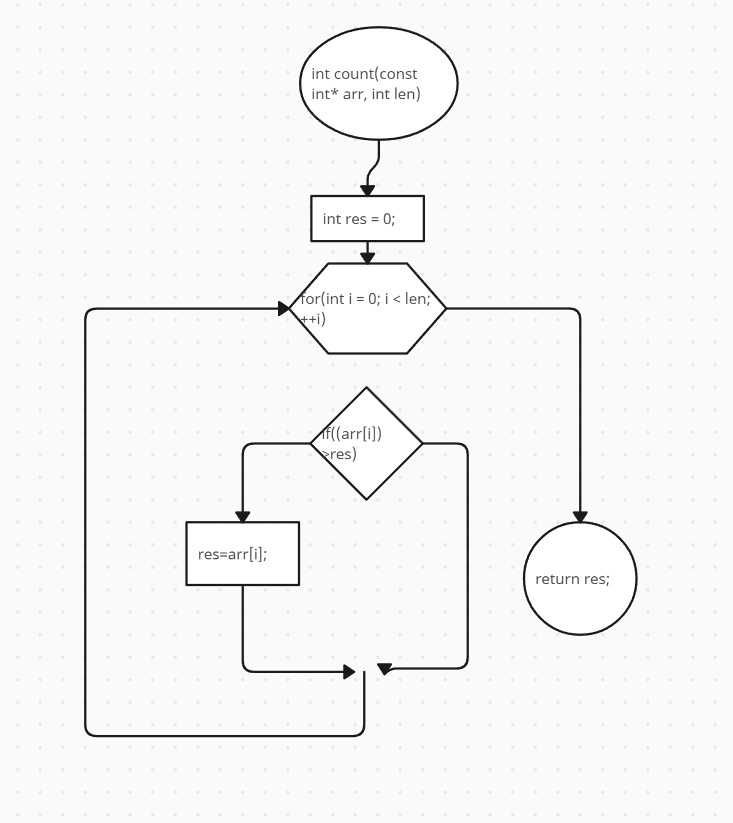 int count(const
int* arr, int len)
int res = 0;
for(int i = 0; i < len;
++i)
if((arr[i])
>res)
res=arr[i];
return res;